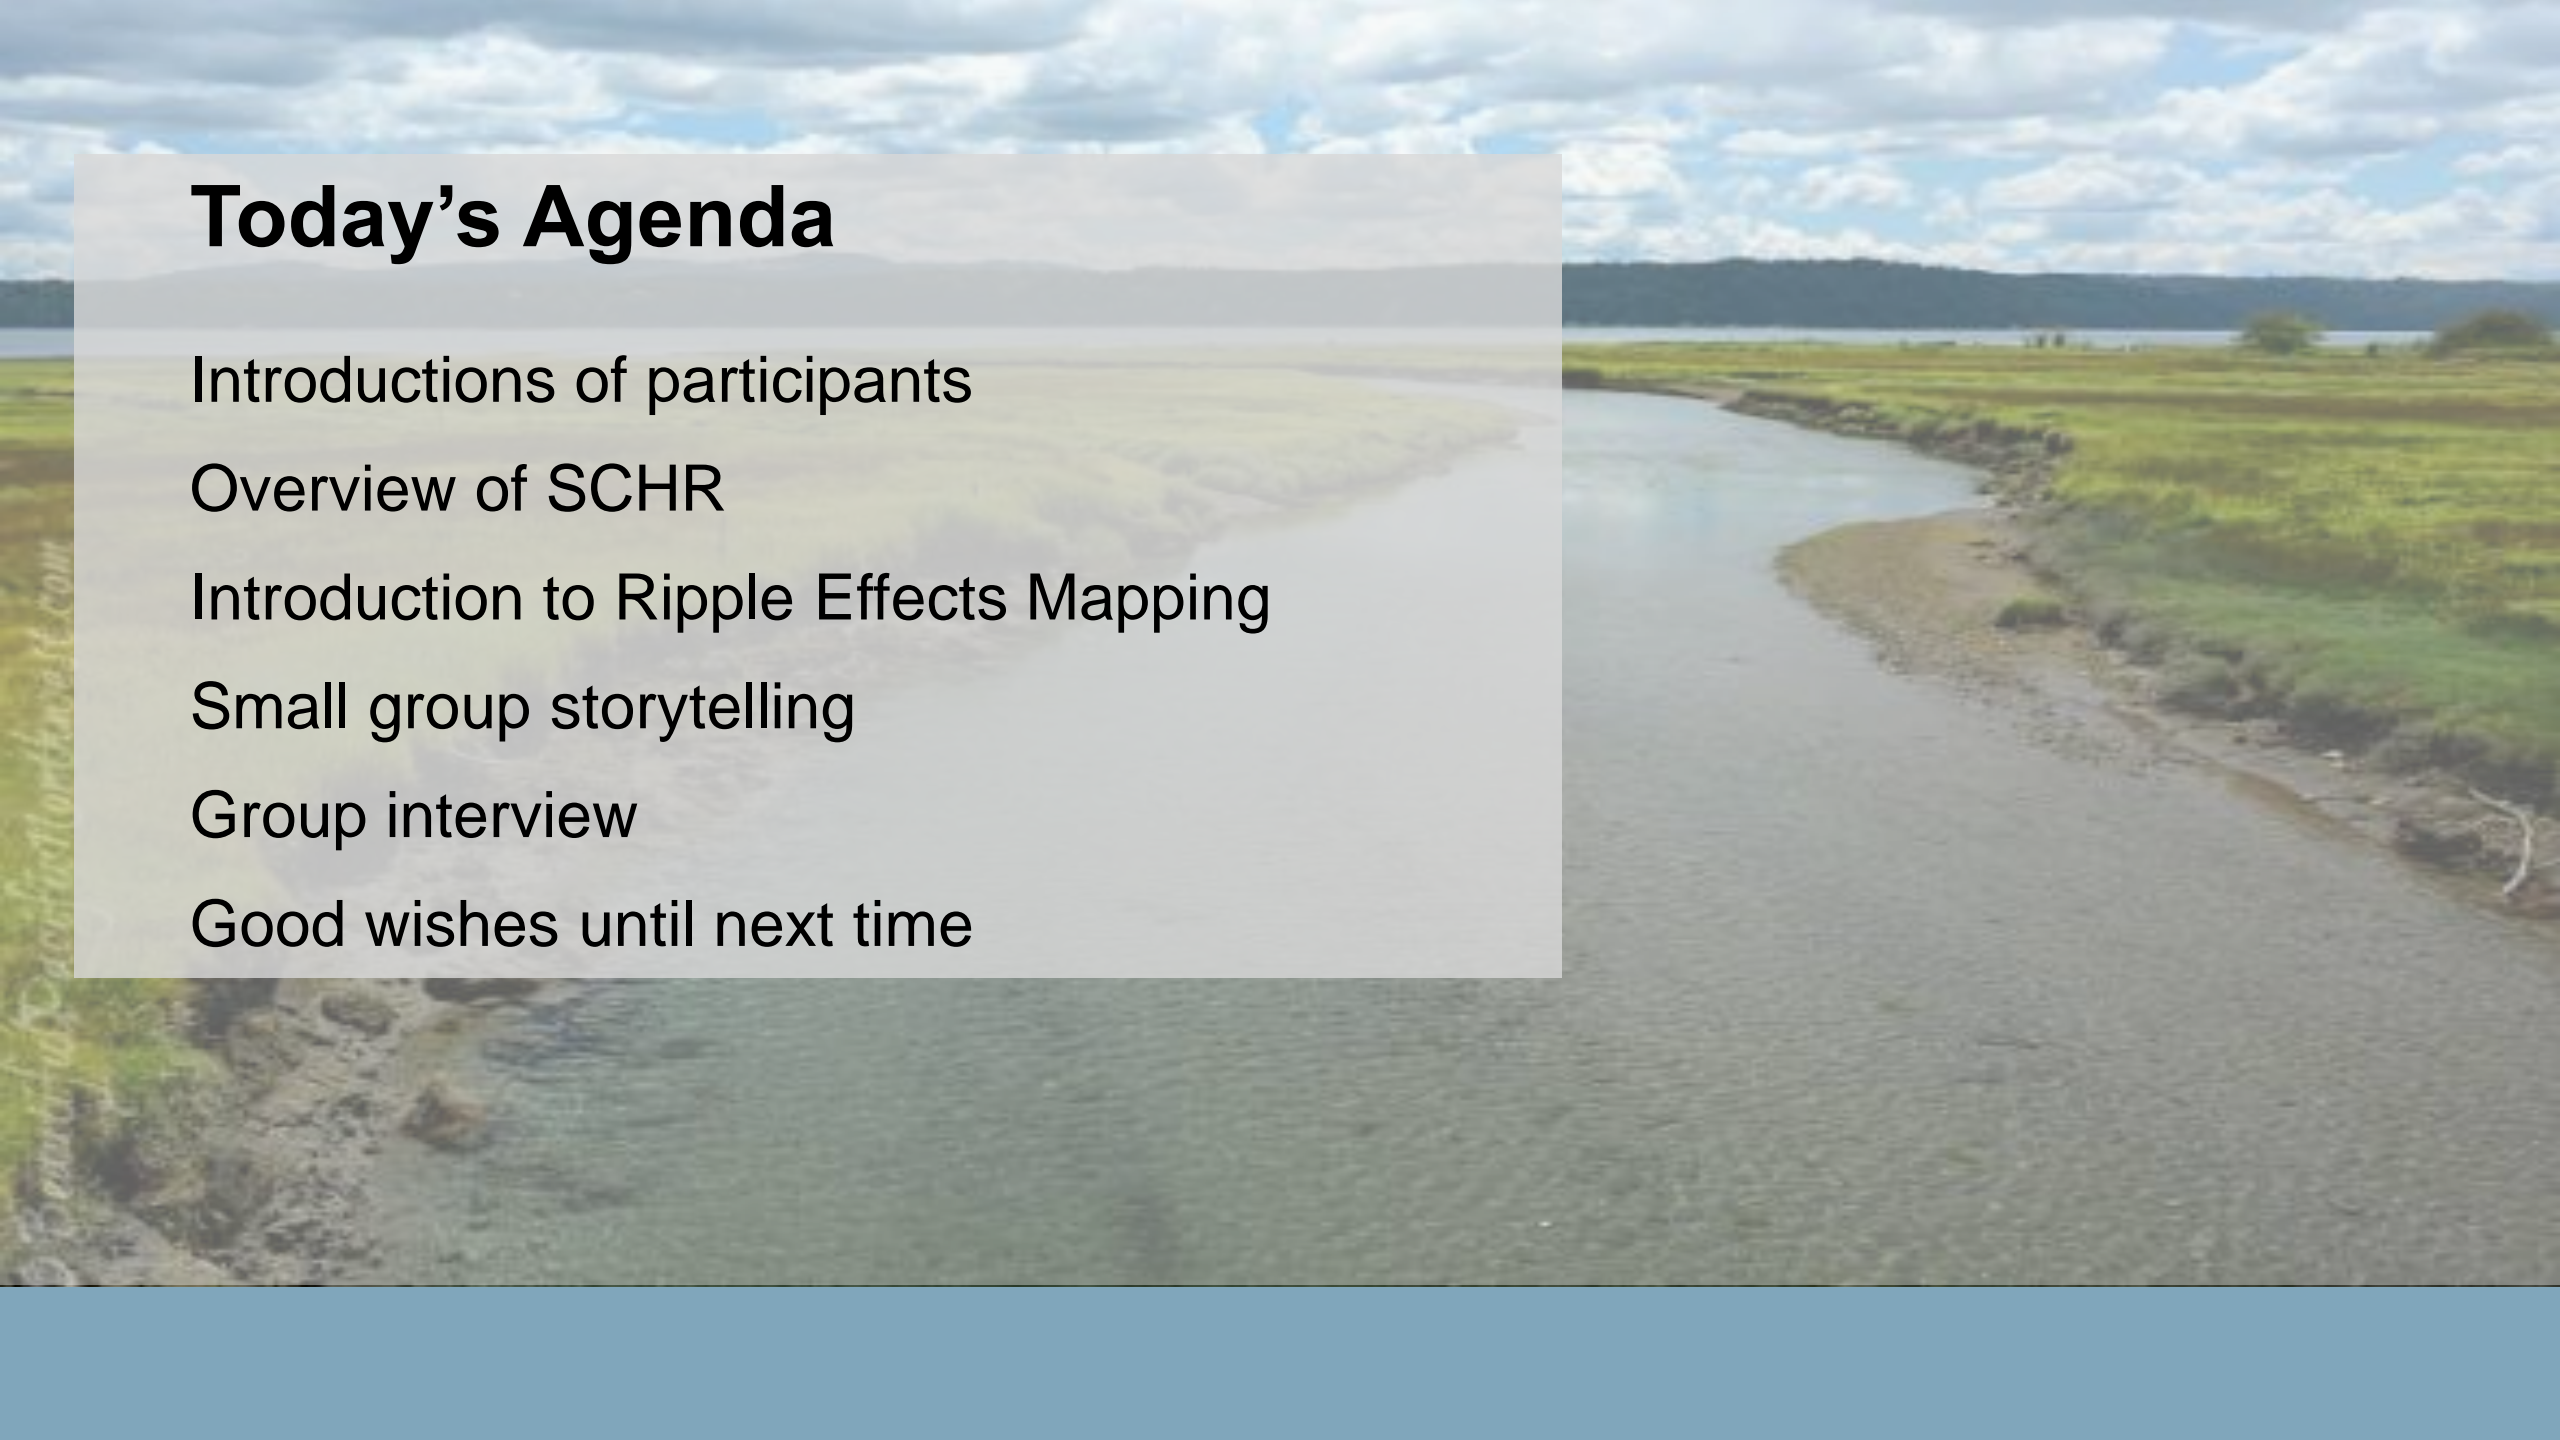 Today’s Agenda
Introductions of participants
Overview of SCHR
Introduction to Ripple Effects Mapping
Small group storytelling
Group interview
Good wishes until next time